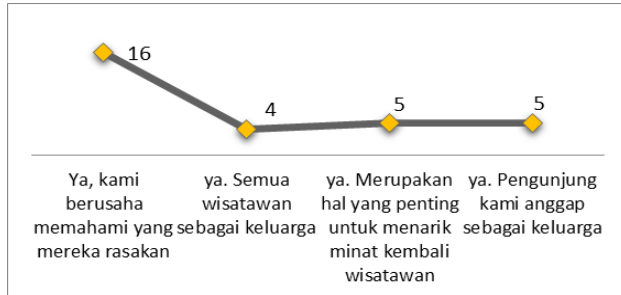 16
4
5
5
Ya, kami
berusaha
memahami yang
mereka rasakan
ya. Semua
wisatawan
sebagai keluarga
ya. Merupakan
hal yang penting
untuk menarik
minat kembali
wisatawan
ya. Pengunjung
kami anggap
sebagai keluarga